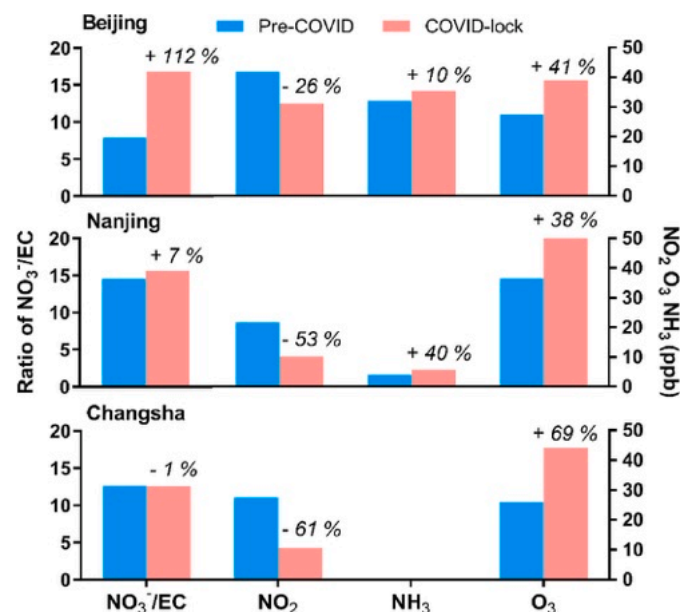 Beijing
Pre-COVID COVID-lock
20 15 10 5 0
+ 112 % - 26 % + 10 % + 41 %
50 40 30 20 10 0
Nanjing
20 15 10 5 0
+ 7 % - 53 % + 40 % + 38 %
50 40 30 20 10 0
Changsha
20 15 10 5 0
- 1 % - 61 % + 69 %
50 40 30 20 10 0
Ratio of NO₃⁻/EC
NO₂ O₃ NH₃ (ppb)
NO₃⁻/EC NO₂ NH₃ O₃